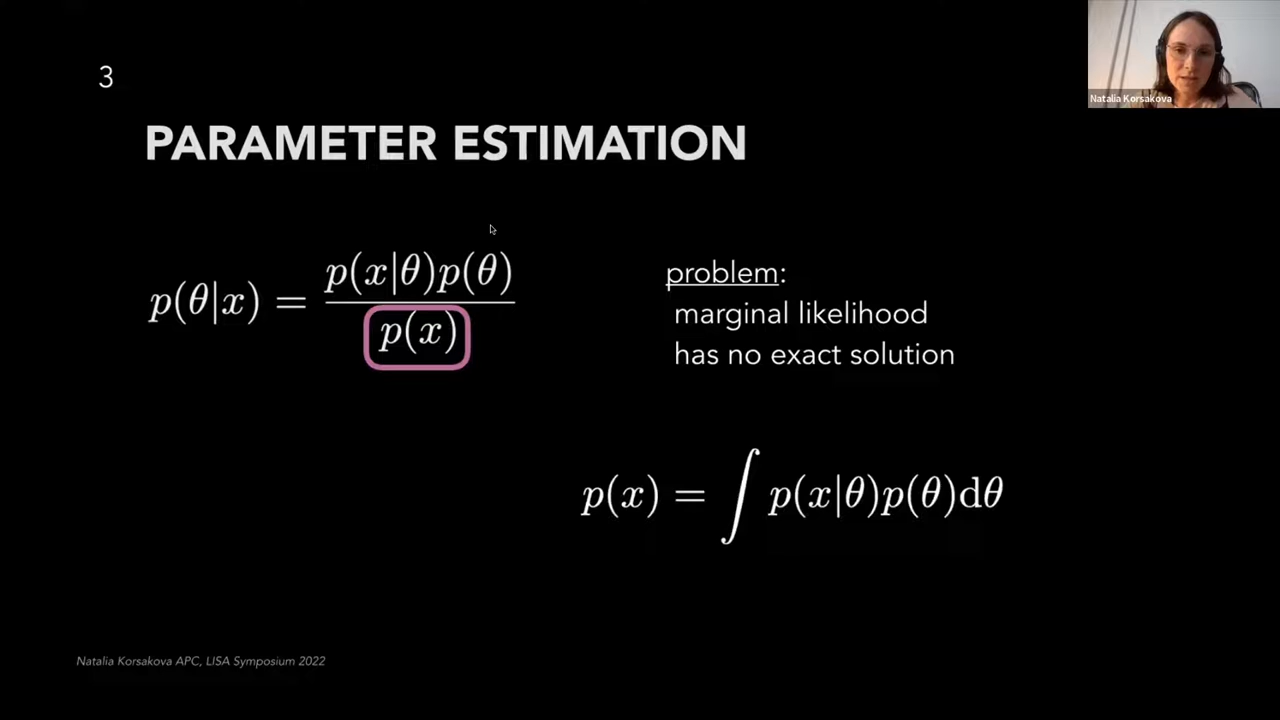 3
Natalia Korsakova
PARAMETER ESTIMATION
p(θ|x) = p(x|θ)p(θ) / p(x)
problem:
marginal likelihood
has no exact solution
p(x) = ∫ p(x|θ)p(θ)dθ
Natalia Korsakova APC, LISA Symposium 2022